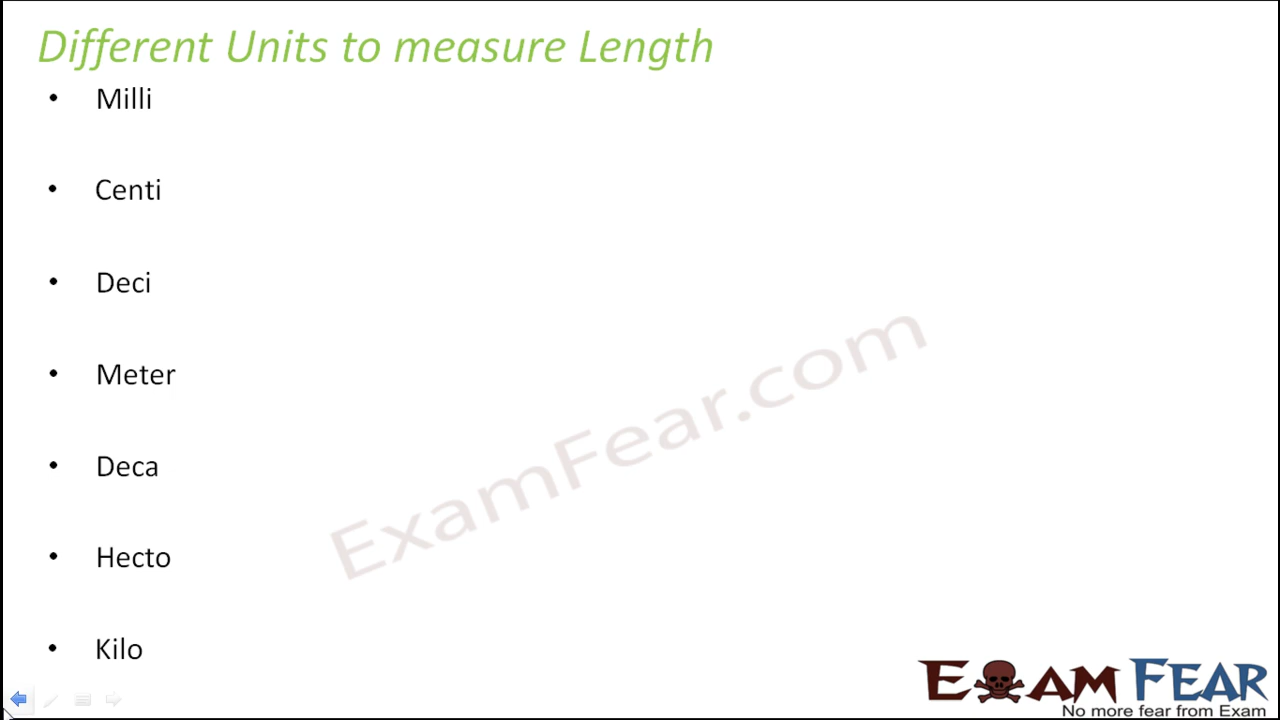 Different Units to measure Length
• Milli
• Centi
• Deci
• Meter
• Deca
• Hecto
• Kilo
ExamFear.com
EXAM FEAR
No more fear from Exam